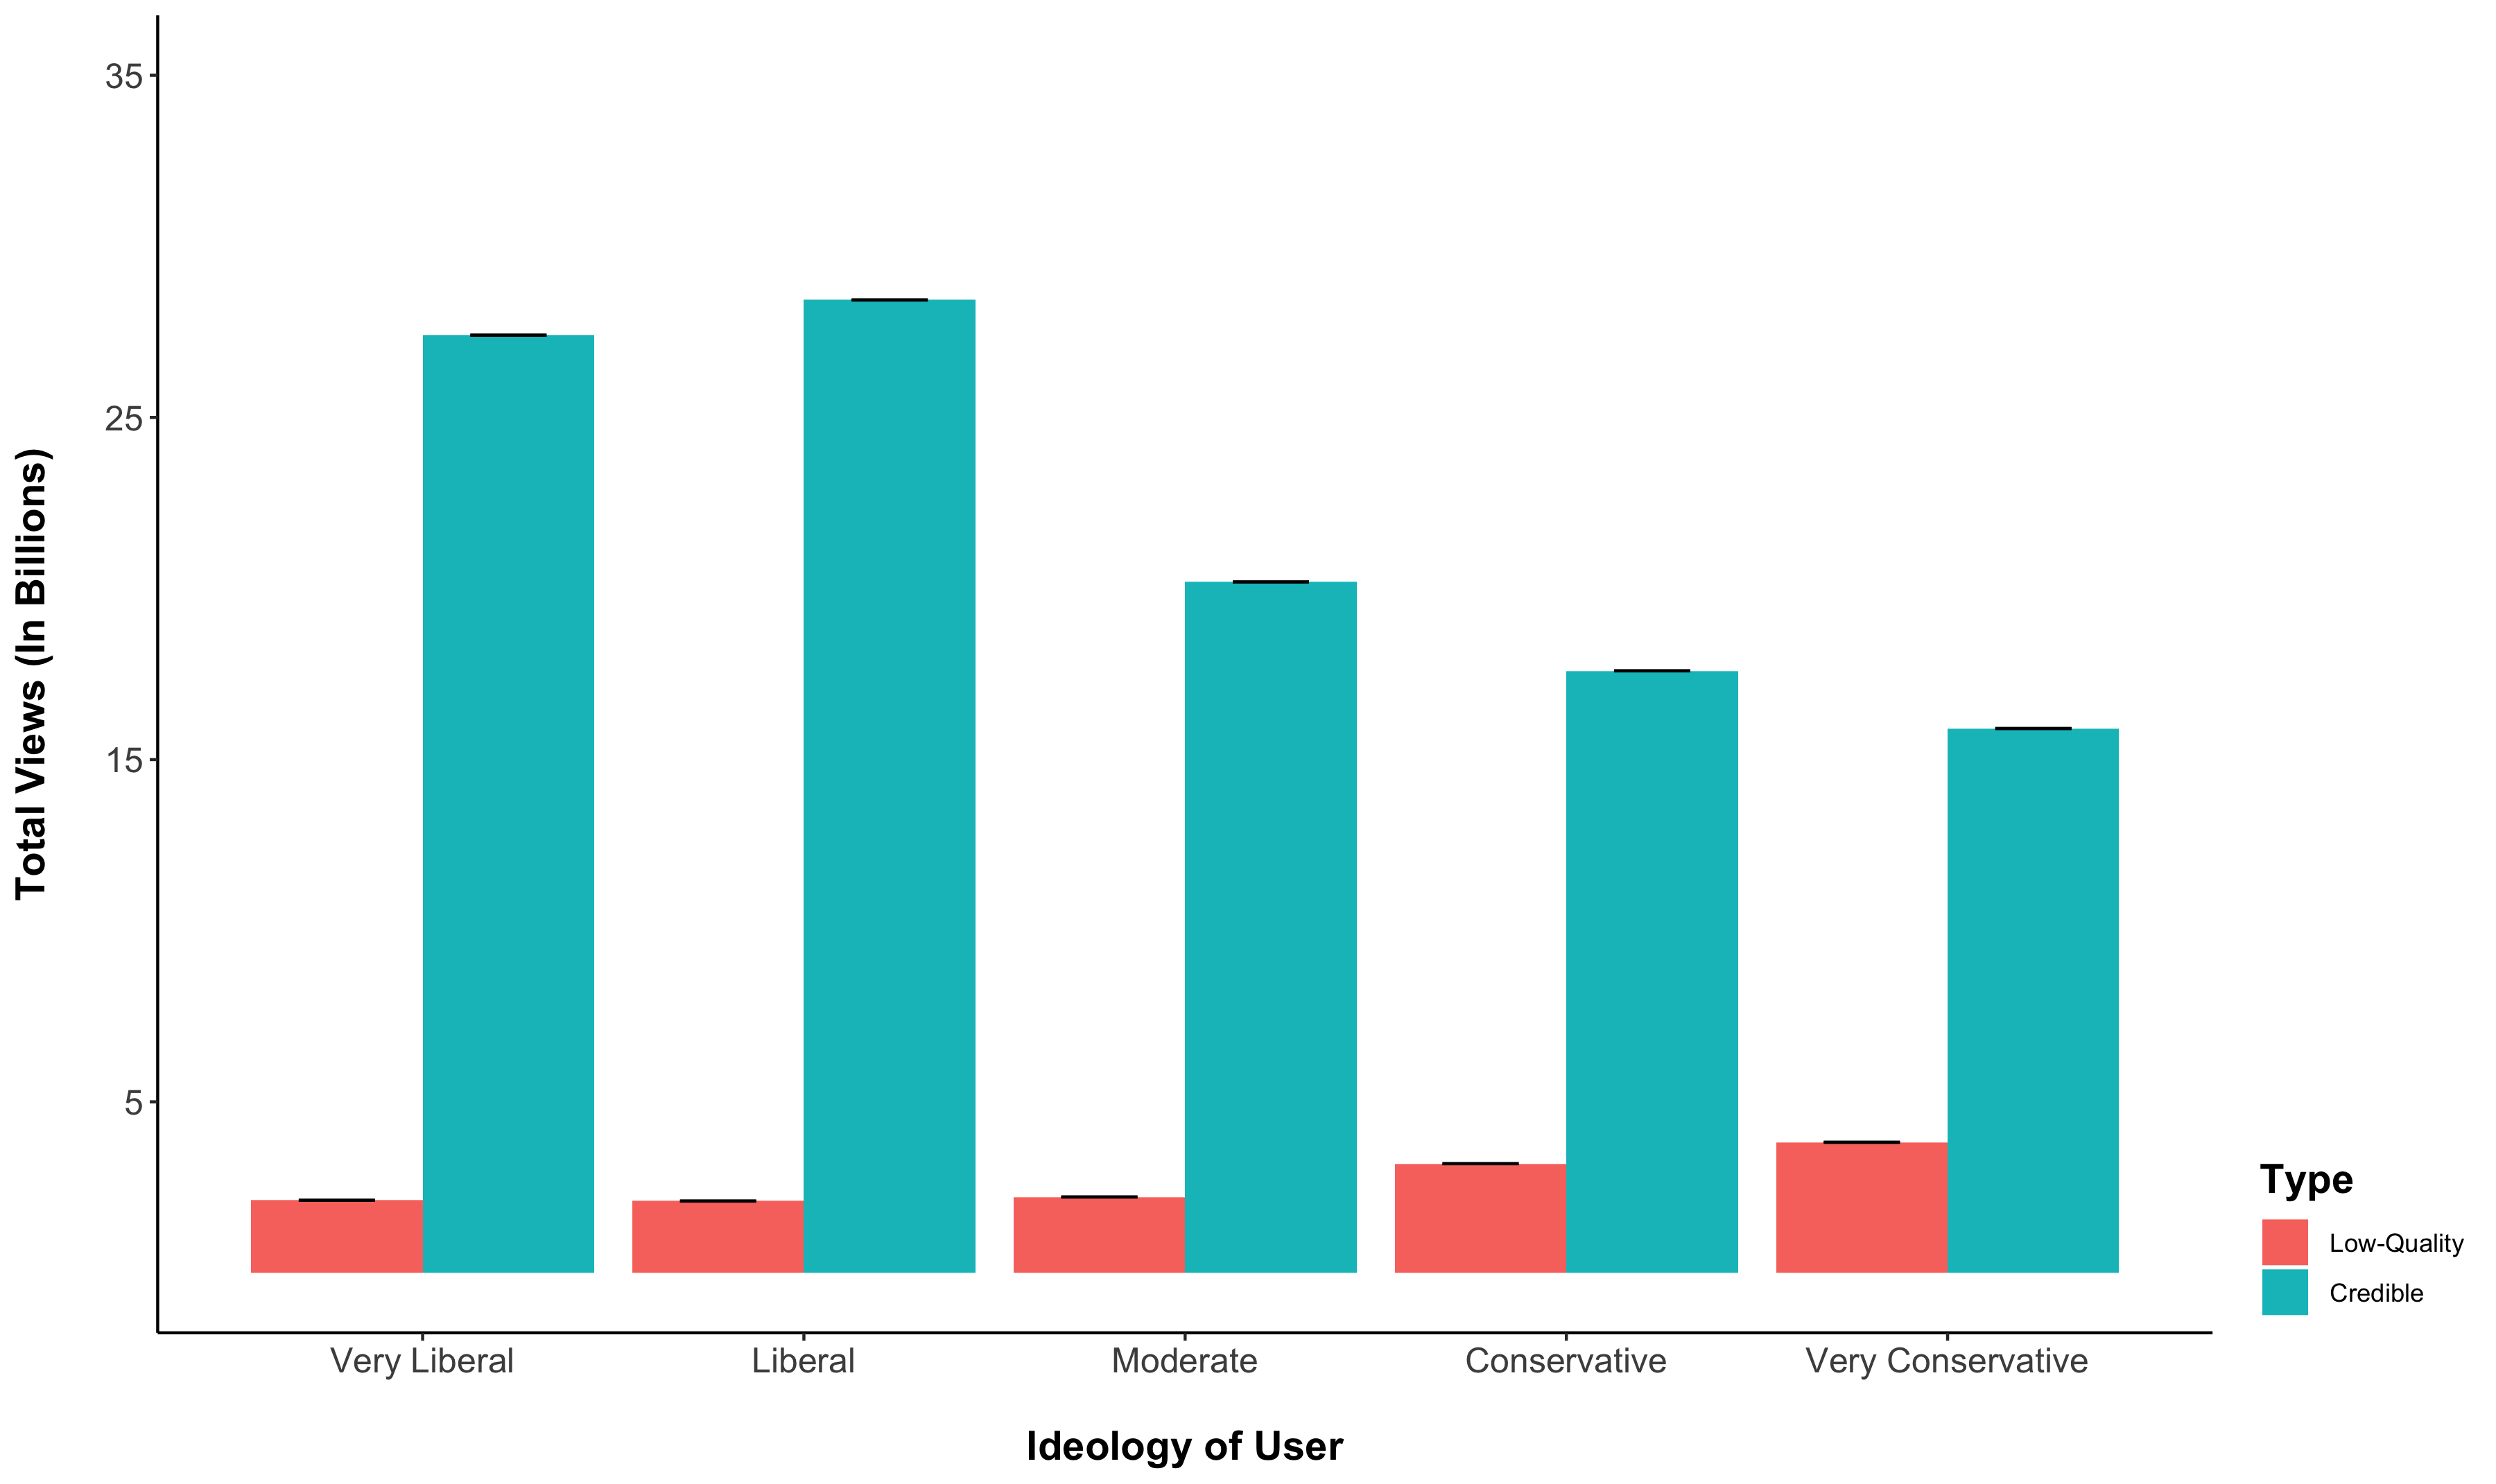 Total Views (In Billions)
35
25
15
5
Very Liberal
Liberal
Moderate
Conservative
Very Conservative
Ideology of User
Type
Low-Quality
Credible